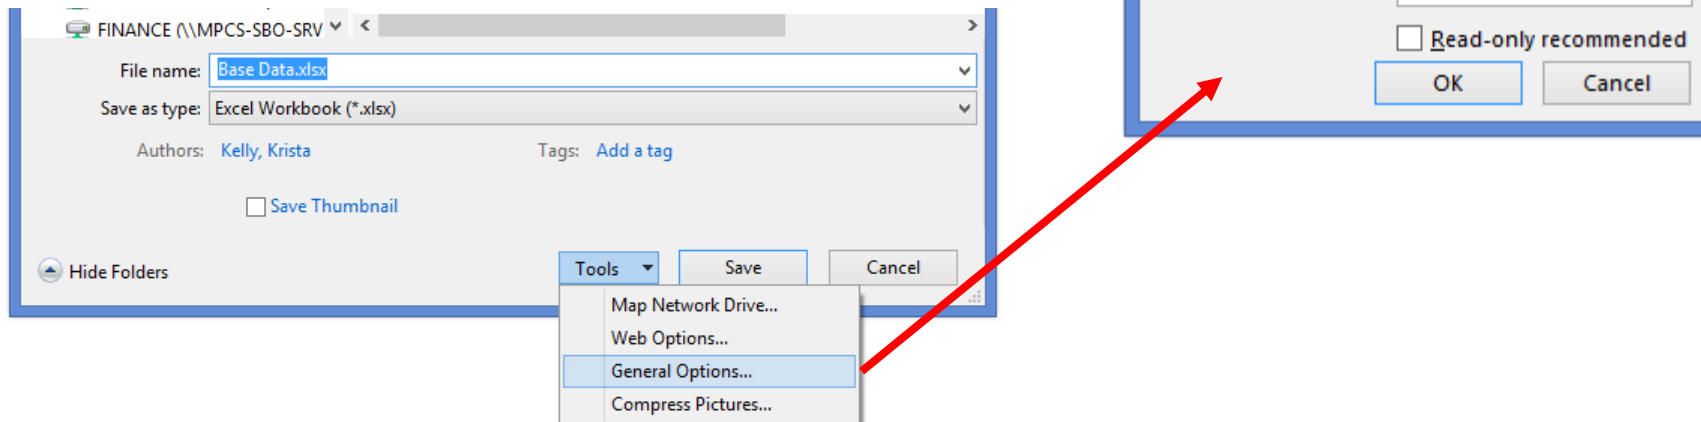 FINANCE (\\MPCS-SBO-SRV
File name: Base Data.xlsx
Save as type: Excel Workbook (*.xlsx)
Authors: Kelly, Krista Tags: Add a tag
Save Thumbnail
Hide Folders Tools Save Cancel
Map Network Drive...
Web Options...
General Options...
Compress Pictures...
Read-only recommended
OK Cancel